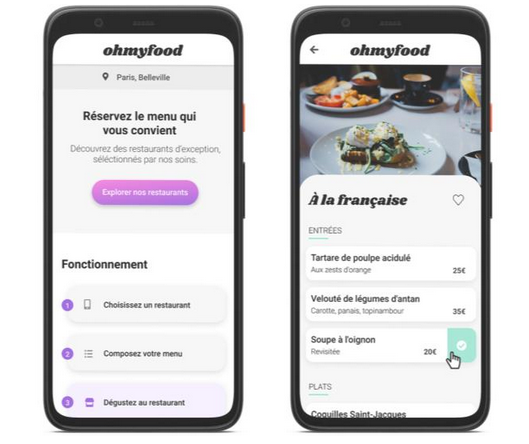 ohmyfood
Paris, Belleville
Réservez le menu qui
vous convient
Découvrez des restaurants d'exception,
séléctionnés par nos soins.
Explorer nos restaurants
Fonctionnement
1 Choisissez un restaurant
2 Composez votre menu
3 Dégustez au restaurant
ohmyfood
À la française
ENTRÉES
Tartare de poulpe acidulé
Aux zests d'orange 25€
Velouté de légumes d'antan
Carotte, panais, topinambour 35€
Soupe à l'oignon
Revisitée 20€
PLATS
Coquilles Saint-Jacques